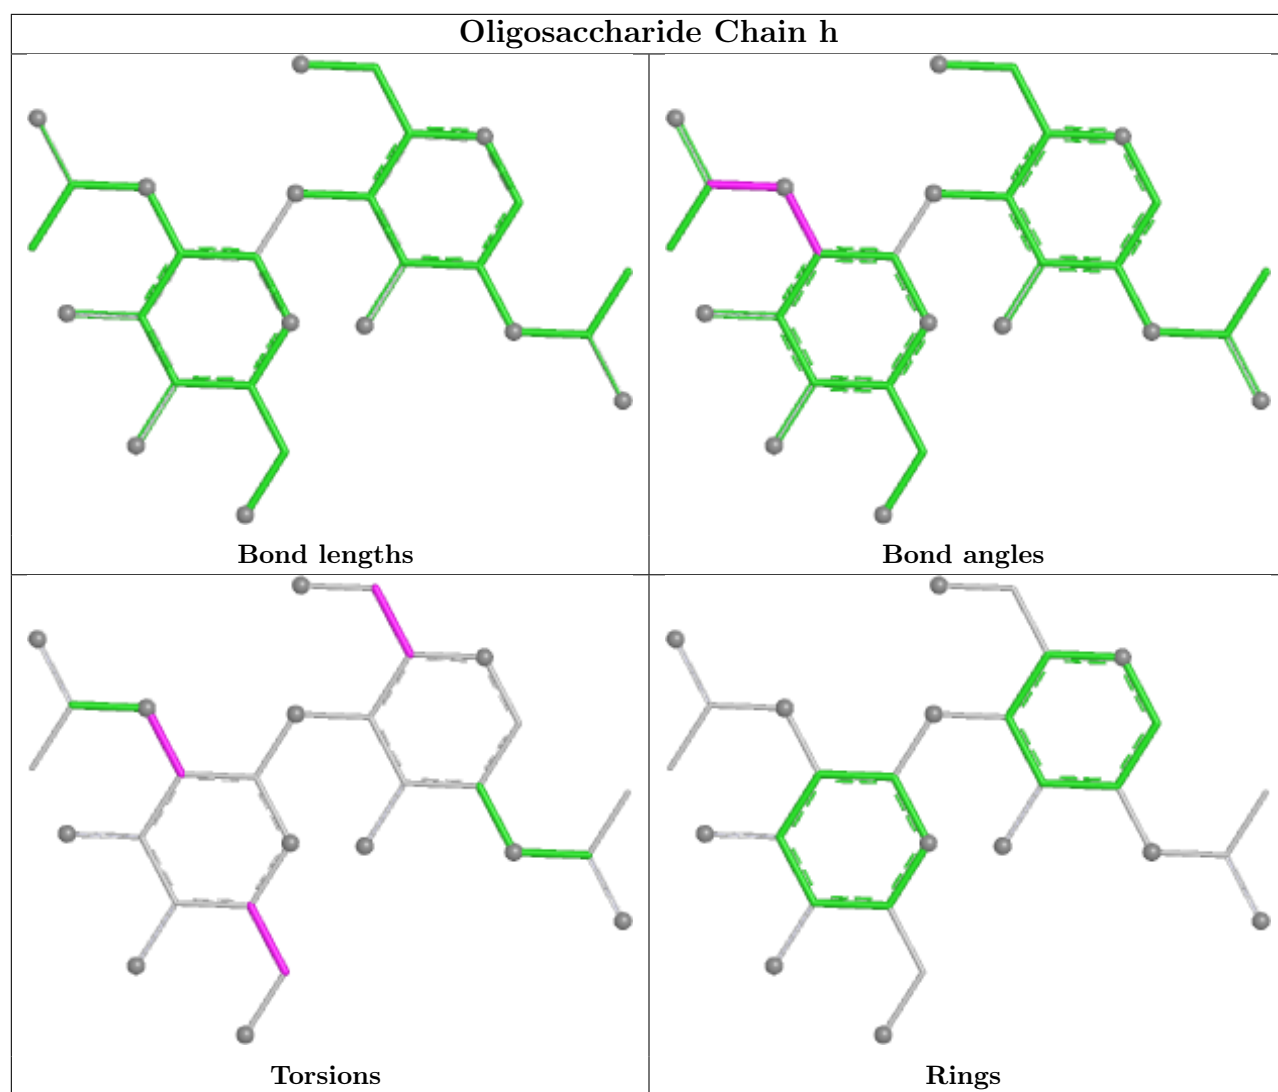 Oligosaccharide Chain h
Bond lengths
Bond angles
Torsions
Rings